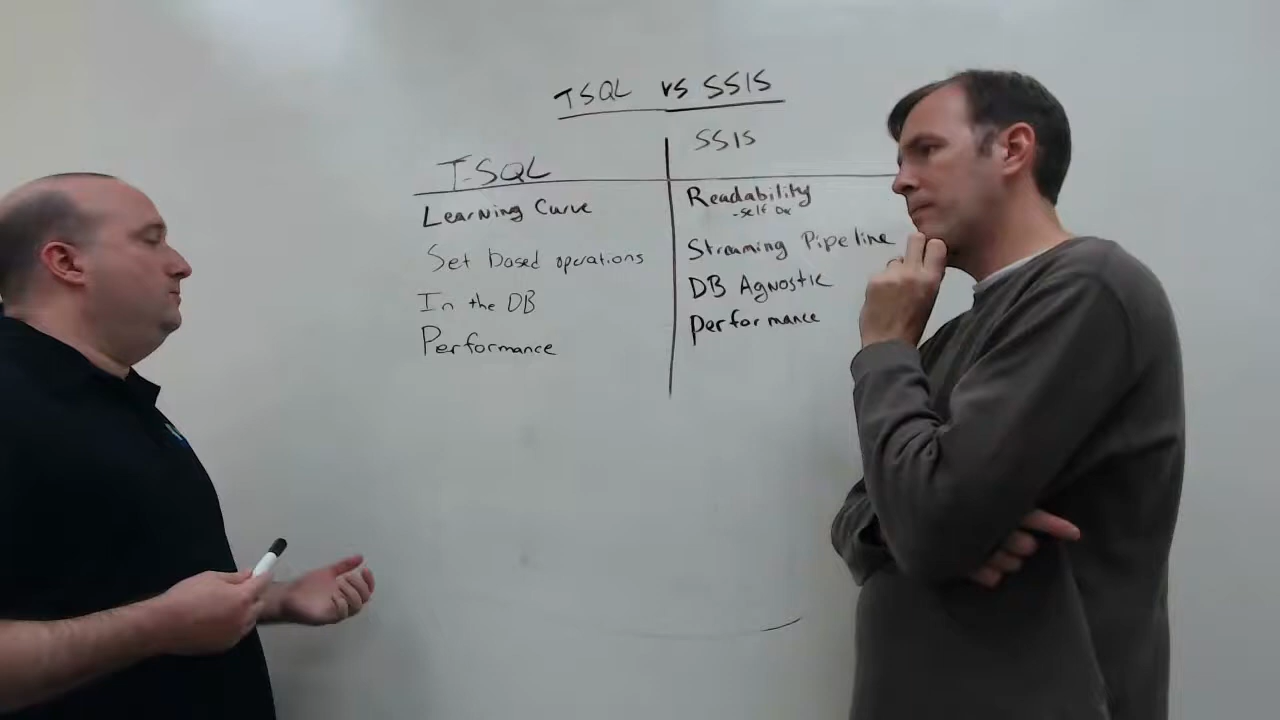 TSQL vs SSIS
T-SQL
Learning Curve
Set based operations
In the DB
Performance
SSIS
Readability
-self Doc
Streaming Pipeline
DB Agnostic
Performance